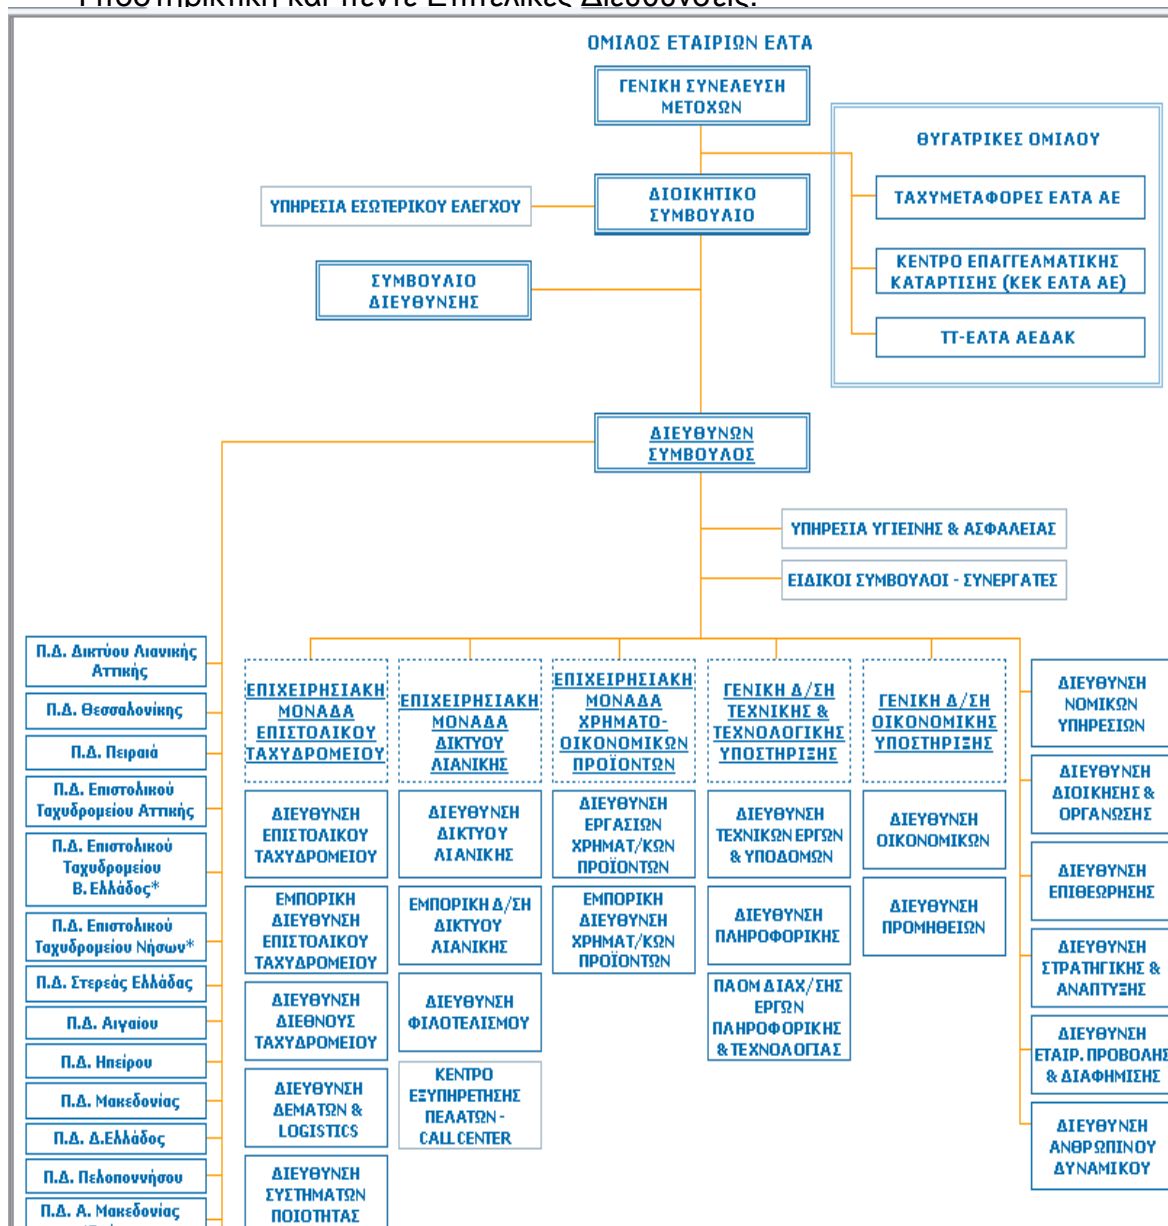 Υποστηρικτική και πέντε Επιτελικές Διευθύνσεις.
ΟΜΙΛΟΣ ΕΤΑΙΡΙΩΝ ΕΛΤΑ
ΓΕΝΙΚΗ ΣΥΝΕΛΕΥΣΗ
ΜΕΤΟΧΩΝ
ΘΥΓΑΤΡΙΚΕΣ ΟΜΙΛΟΥ
ΤΑΧΥΜΕΤΑΦΟΡΕΣ ΕΛΤΑ ΑΕ
ΚΕΝΤΡΟ ΕΠΑΓΓΕΛΜΑΤΙΚΗΣ
ΚΑΤΑΡΤΙΣΗΣ (ΚΕΚ ΕΛΤΑ ΑΕ)
ΤΤ-ΕΛΤΑ ΑΕΔΑΚ
ΥΠΗΡΕΣΙΑ ΕΣΩΤΕΡΙΚΟΥ ΕΛΕΓΧΟΥ
ΔΙΟΙΚΗΤΙΚΟ
ΣΥΜΒΟΥΛΙΟ
ΣΥΜΒΟΥΛΙΟ
ΔΙΕΥΘΥΝΣΗΣ
ΔΙΕΥΘΥΝΩΝ
ΣΥΜΒΟΥΛΟΣ
ΥΠΗΡΕΣΙΑ ΥΓΙΕΙΝΗΣ & ΑΣΦΑΛΕΙΑΣ
ΕΙΔΙΚΟΙ ΣΥΜΒΟΥΛΟΙ - ΣΥΝΕΡΓΑΤΕΣ
Π.Δ. Δικτύου Λιανικής
Αττικής
Π.Δ. Θεσσαλονίκης
Π.Δ. Πειραιά
Π.Δ. Επιστολικού
Ταχυδρομείου Αττικής
Π.Δ. Επιστολικού
Ταχυδρομείου
Β. Ελλάδος*
Π.Δ. Επιστολικού
Ταχυδρομείου Νήσων*
Π.Δ. Στερεάς Ελλάδας
Π.Δ. Αιγαίου
Π.Δ. Ηπείρου
Π.Δ. Μακεδονίας
Π.Δ. Δ.Ελλάδος
Π.Δ. Πελοποννήσου
Π.Δ. Α. Μακεδονίας
ΕΠΙΧΕΙΡΗΣΙΑΚΗ
ΜΟΝΑΔΑ
ΕΠΙΣΤΟΛΙΚΟΥ
ΤΑΧΥΔΡΟΜΕΙΟΥ
ΔΙΕΥΘΥΝΣΗ
ΕΠΙΣΤΟΛΙΚΟΥ
ΤΑΧΥΔΡΟΜΕΙΟΥ
ΕΜΠΟΡΙΚΗ
ΔΙΕΥΘΥΝΣΗ
ΕΠΙΣΤΟΛΙΚΟΥ
ΤΑΧΥΔΡΟΜΕΙΟΥ
ΔΙΕΥΘΥΝΣΗ
ΔΙΕΘΝΟΥΣ
ΤΑΧΥΔΡΟΜΕΙΟΥ
ΔΙΕΥΘΥΝΣΗ
ΔΕΜΑΤΩΝ &
LOGISTICS
ΔΙΕΥΘΥΝΣΗ
ΣΥΣΤΗΜΑΤΩΝ
ΠΟΙΟΤΗΤΑΣ
ΕΠΙΧΕΙΡΗΣΙΑΚΗ
ΜΟΝΑΔΑ
ΔΙΚΤΥΟΥ
ΛΙΑΝΙΚΗΣ
ΔΙΕΥΘΥΝΣΗ
ΔΙΚΤΥΟΥ
ΛΙΑΝΙΚΗΣ
ΕΜΠΟΡΙΚΗ Δ/ΣΗ
ΔΙΚΤΥΟΥ
ΛΙΑΝΙΚΗΣ
ΔΙΕΥΘΥΝΣΗ
ΦΙΛΟΤΕΛΙΣΜΟΥ
ΚΕΝΤΡΟ
ΕΞΥΠΗΡΕΤΗΣΗΣ
ΠΕΛΑΤΩΝ -
CALL CENTER
ΕΠΙΧΕΙΡΗΣΙΑΚΗ
ΜΟΝΑΔΑ
ΧΡΗΜΑΤΟ-
ΟΙΚΟΝΟΜΙΚΩΝ
ΠΡΟΪΟΝΤΩΝ
ΔΙΕΥΘΥΝΣΗ
ΕΡΓΑΣΙΩΝ
ΧΡΗΜΑΤ/ΚΩΝ
ΠΡΟΪΟΝΤΩΝ
ΕΜΠΟΡΙΚΗ
ΔΙΕΥΘΥΝΣΗ
ΧΡΗΜΑΤ/ΚΩΝ
ΠΡΟΪΟΝΤΩΝ
ΓΕΝΙΚΗ Δ/ΣΗ
ΤΕΧΝΙΚΗΣ &
ΤΕΧΝΟΛΟΓΙΚΗΣ
ΥΠΟΣΤΗΡΙΞΗΣ
ΔΙΕΥΘΥΝΣΗ
ΤΕΧΝΙΚΩΝ ΕΡΓΩΝ
& ΥΠΟΔΟΜΩΝ
ΔΙΕΥΘΥΝΣΗ
ΠΛΗΡΟΦΟΡΙΚΗΣ
ΠΑΟΜ ΔΙΑΧ/ΣΗΣ
ΕΡΓΩΝ
ΠΛΗΡΟΦΟΡΙΚΗΣ
& ΤΕΧΝΟΛΟΓΙΑΣ
ΓΕΝΙΚΗ Δ/ΣΗ
ΟΙΚΟΝΟΜΙΚΗΣ
ΥΠΟΣΤΗΡΙΞΗΣ
ΔΙΕΥΘΥΝΣΗ
ΟΙΚΟΝΟΜΙΚΩΝ
ΔΙΕΥΘΥΝΣΗ
ΠΡΟΜΗΘΕΙΩΝ
ΔΙΕΥΘΥΝΣΗ
ΝΟΜΙΚΩΝ
ΥΠΗΡΕΣΙΩΝ
ΔΙΕΥΘΥΝΣΗ
ΔΙΟΙΚΗΣΗΣ &
ΟΡΓΑΝΩΣΗΣ
ΔΙΕΥΘΥΝΣΗ
ΕΠΙΘΕΩΡΗΣΗΣ
ΔΙΕΥΘΥΝΣΗ
ΣΤΡΑΤΗΓΙΚΗΣ &
ΑΝΑΠΤΥΞΗΣ
ΔΙΕΥΘΥΝΣΗ
ΕΤΑΙΡ. ΠΡΟΒΟΛΗΣ
& ΔΙΑΦΗΜΙΣΗΣ
ΔΙΕΥΘΥΝΣΗ
ΑΝΘΡΩΠΙΝΟΥ
ΔΥΝΑΜΙΚΟΥ